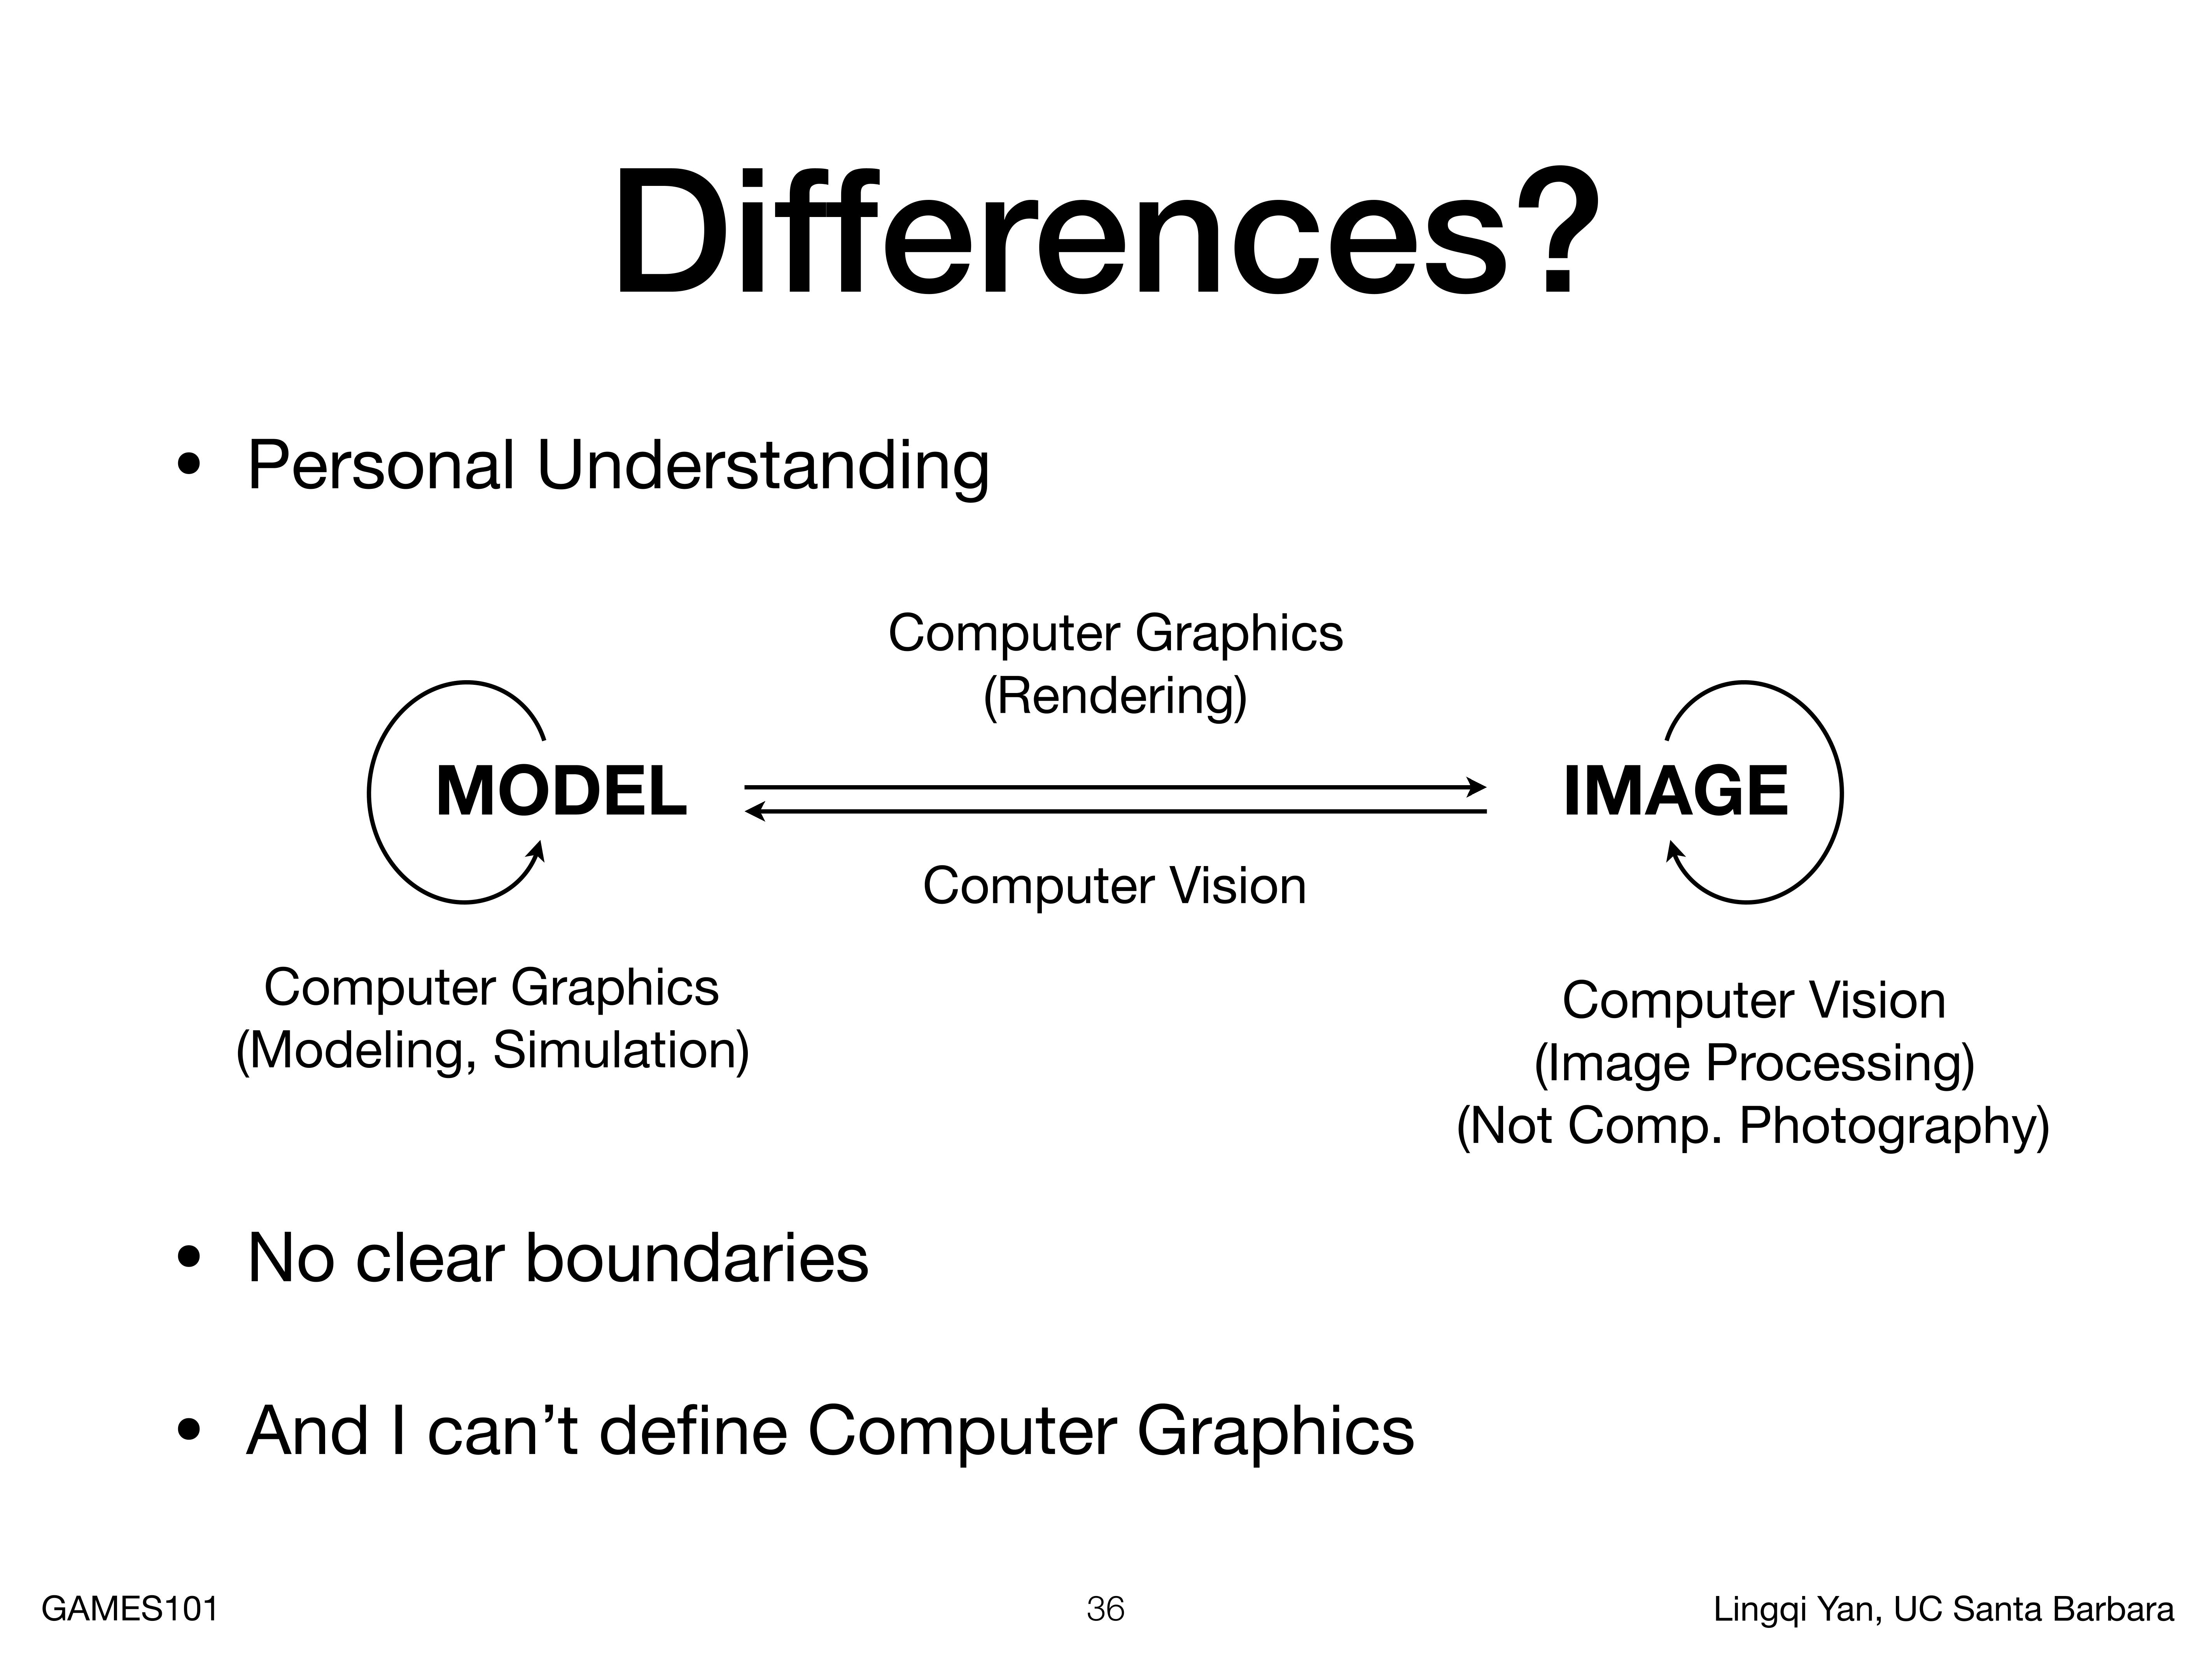 Differences?
• Personal Understanding
Computer Graphics
(Rendering)
MODEL
IMAGE
Computer Vision
Computer Graphics
(Modeling, Simulation)
Computer Vision
(Image Processing)
(Not Comp. Photography)
• No clear boundaries
• And I can’t define Computer Graphics
GAMES101
36
Lingqi Yan, UC Santa Barbara